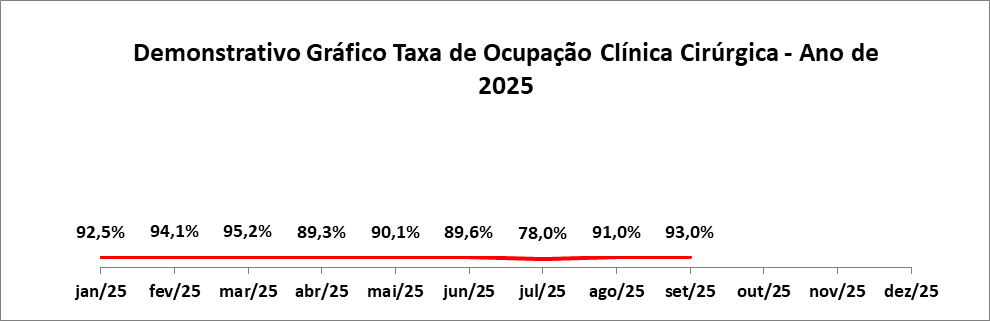 Demonstrativo Gráfico Taxa de Ocupação Clínica Cirúrgica - Ano de
2025
92,5% 94,1% 95,2% 89,3% 90,1% 89,6% 78,0% 91,0% 93,0%
jan/25 fev/25 mar/25 abr/25 mai/25 jun/25 jul/25 ago/25 set/25 out/25 nov/25 dez/25